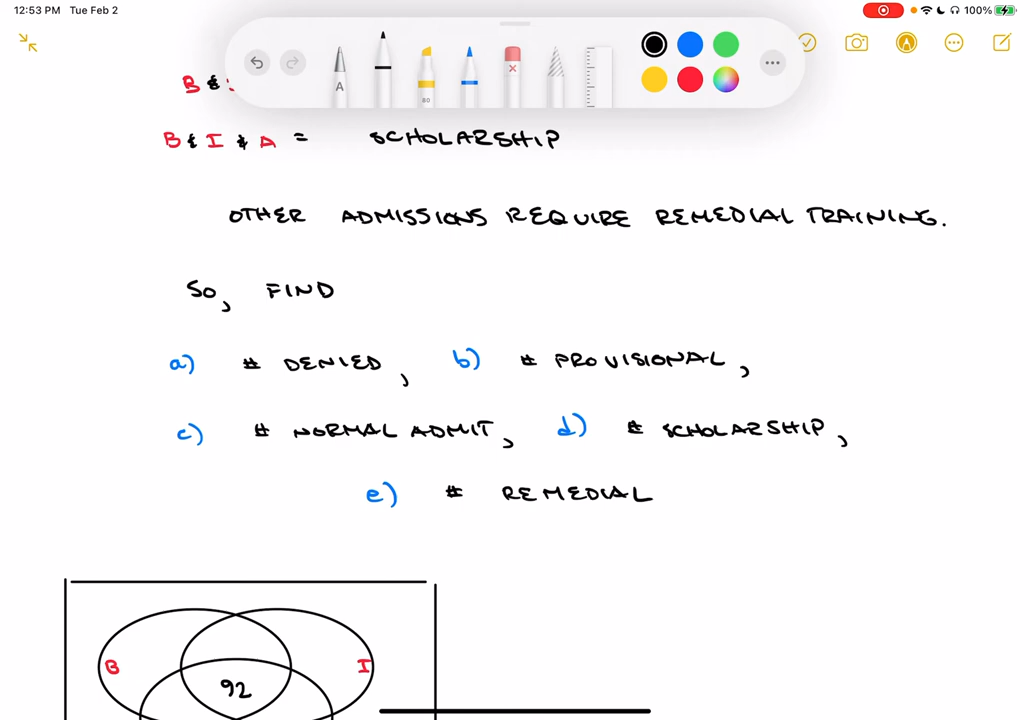 12:53 PM Tue Feb 2
100%
A
80
B &
B & I & A = SCHOLARSHIP
OTHER ADMISSIONS REQUIRE REMEDIAL TRAINING.
SO, FIND
a) # DENIED, b) # PROVISIONAL,
c) # NORMAL ADMIT, d) # SCHOLARSHIP,
e) # REMEDIAL
B I
92